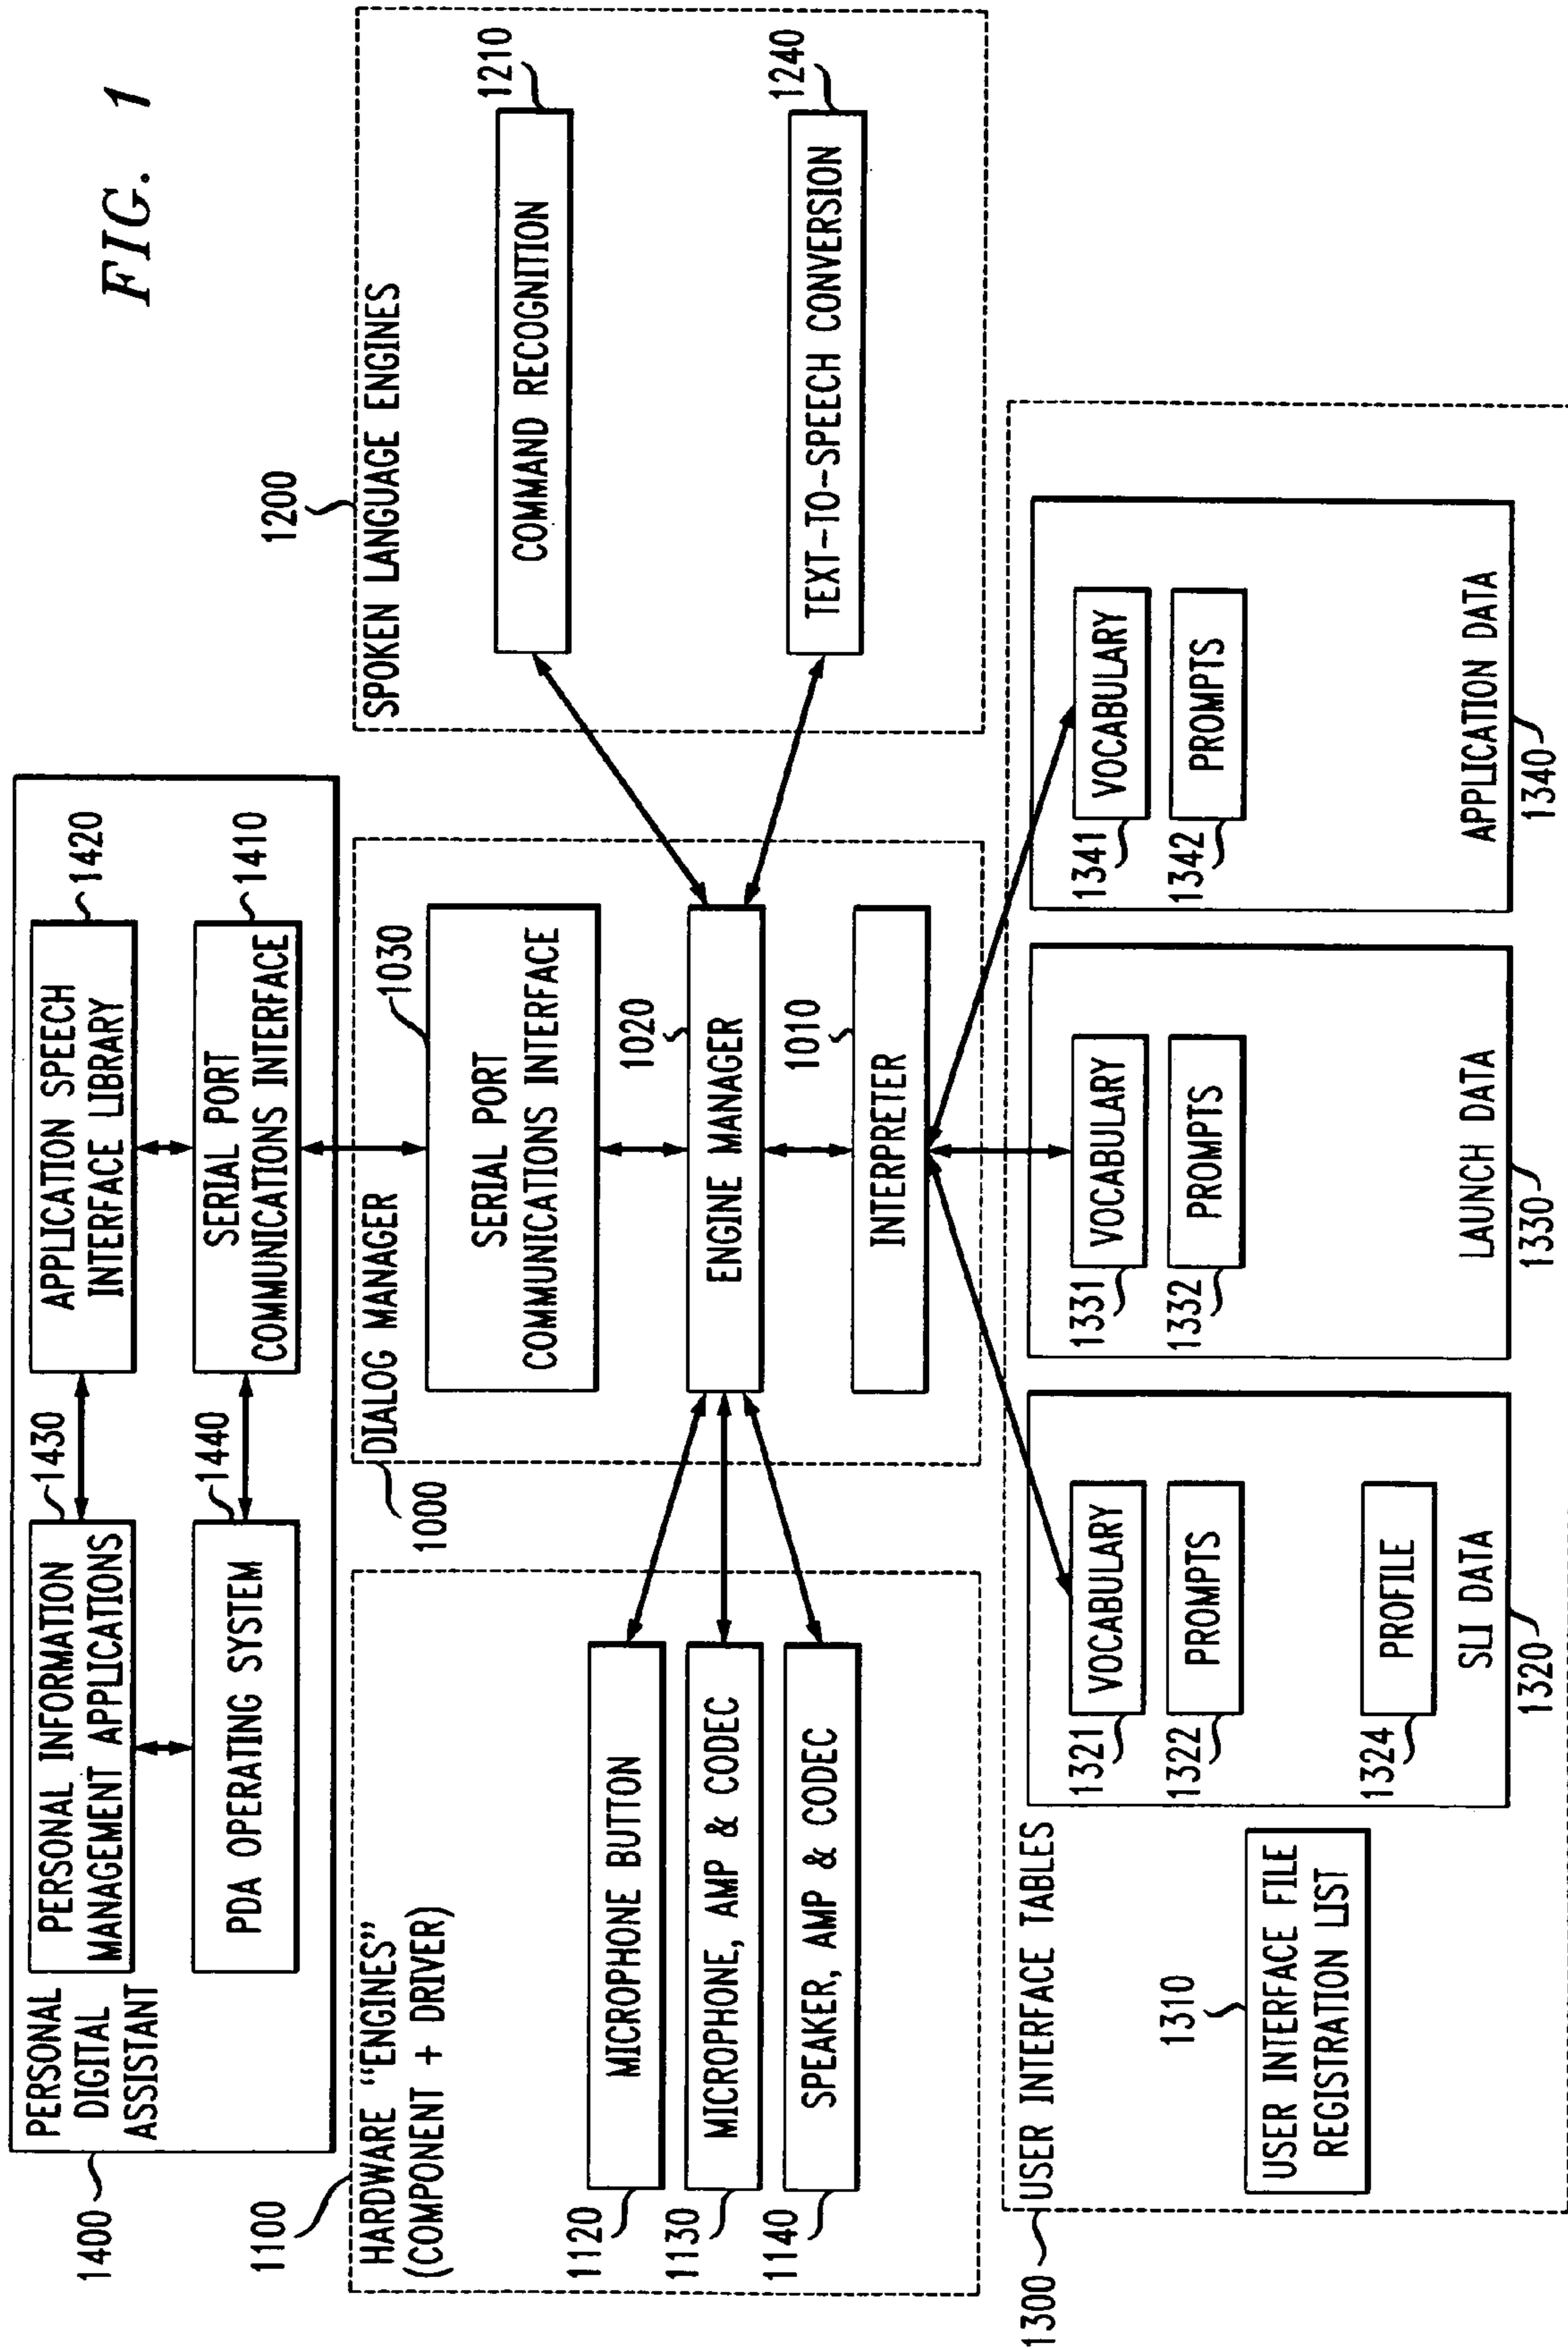 FIG. 1
1400
PERSONAL
DIGITAL
ASSISTANT
PERSONAL INFORMATION
MANAGEMENT APPLICATIONS
1430
APPLICATION SPEECH
INTERFACE LIBRARY
1420
PDA OPERATING SYSTEM
1440
SERIAL PORT
COMMUNICATIONS INTERFACE
1410
1100
HARDWARE "ENGINES"
(COMPONENT + DRIVER)
1120
MICROPHONE BUTTON
1130
MICROPHONE, AMP & CODEC
1140
SPEAKER, AMP & CODEC
1000
DIALOG MANAGER
1030
SERIAL PORT
COMMUNICATIONS INTERFACE
1020
ENGINE MANAGER
1010
INTERPRETER
1200
SPOKEN LANGUAGE ENGINES
COMMAND RECOGNITION
1210
TEXT-TO-SPEECH CONVERSION
1240
1300
USER INTERFACE TABLES
1310
USER INTERFACE FILE
REGISTRATION LIST
1321
VOCABULARY
1322
PROMPTS
1324
PROFILE
SLI DATA
1320
1331
VOCABULARY
1332
PROMPTS
LAUNCH DATA
1330
1341
VOCABULARY
1342
PROMPTS
APPLICATION DATA
1340